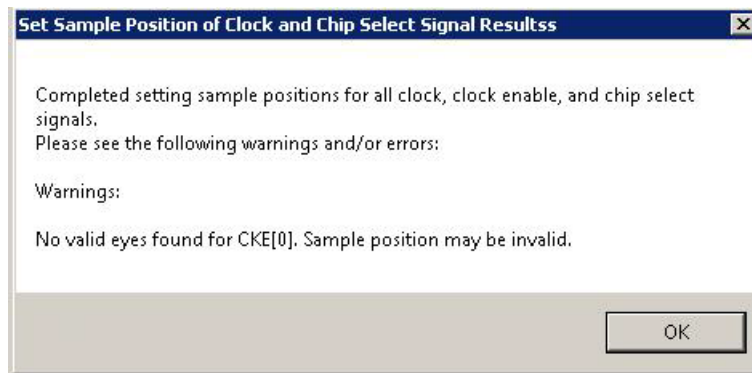 Set Sample Position of Clock and Chip Select Signal Resultss
Completed setting sample positions for all clock, clock enable, and chip select
signals.
Please see the following warnings and/or errors:
Warnings:
No valid eyes found for CKE[0]. Sample position may be invalid.
OK